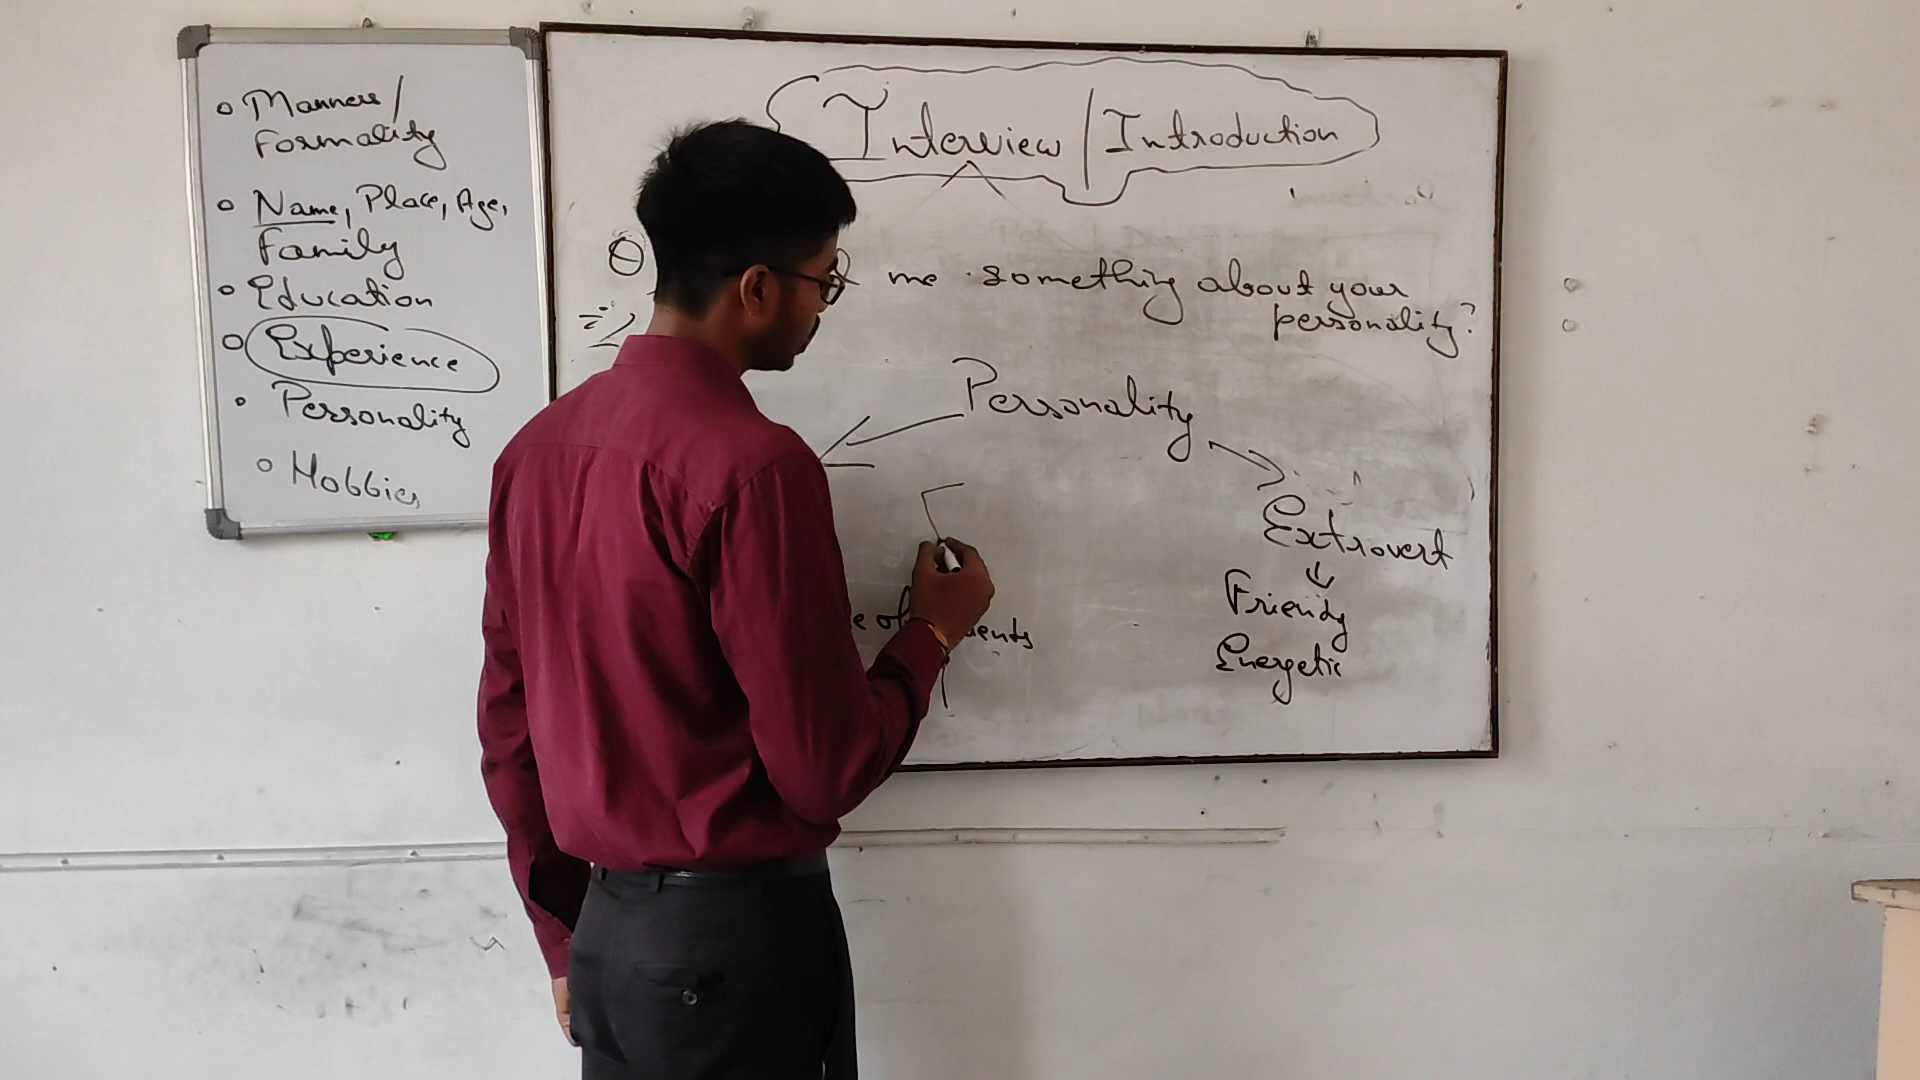 Manners/
Formality
Name, Place, Age,
Family
Education
Experience
Personality
Hobbies
Interview | Introduction
me something about your
personality?
Personality
Extrovert
Friendy
Energetic